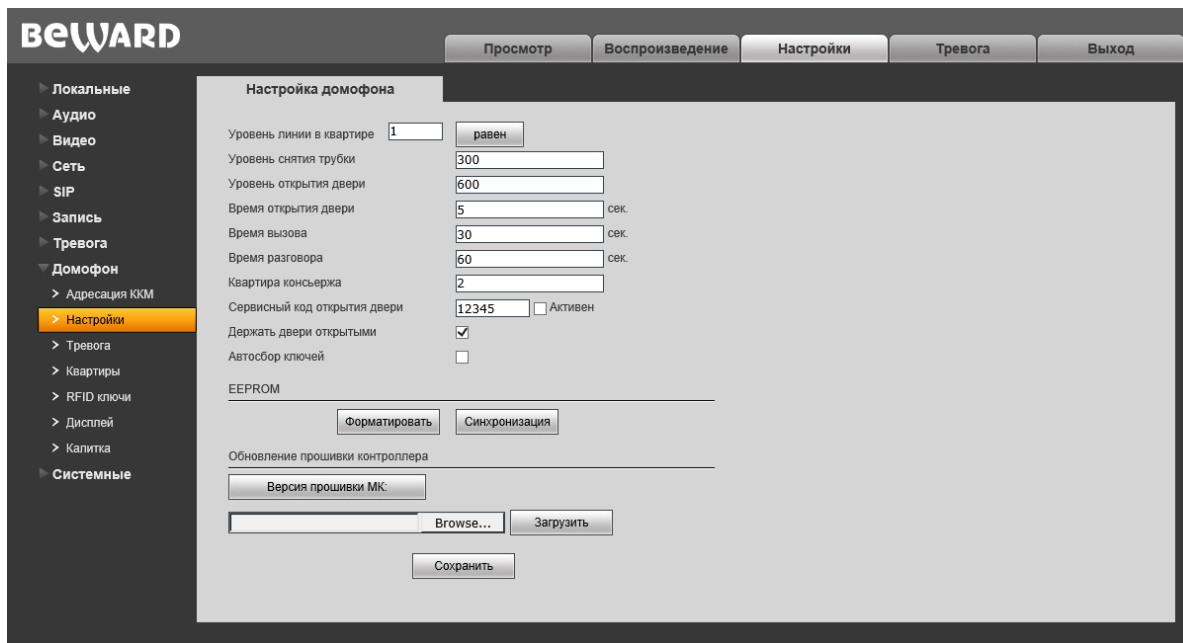 BEWARD
Просмотр Воспроизведение Настройки Тревога Выход
Локальные
Аудио
Видео
Сеть
SIP
Запись
Тревога
Домофон
> Адресация ККМ
> Настройки
> Тревога
> Квартиры
> RFID ключи
> Дисплей
> Калитка
Системные
Настройка домофона
Уровень линии в квартире 1 равен
Уровень снятия трубки 300
Уровень открытия двери 600
Время открытия двери 5 сек.
Время вызова 30 сек.
Время разговора 60 сек.
Квартира консьержа 2
Сервисный код открытия двери 12345 Активен
Держать двери открытыми
Автосбор ключей
EEPROM
Форматировать Синхронизация
Обновление прошивки контроллера
Версия прошивки МК:
Browse... Загрузить
Сохранить